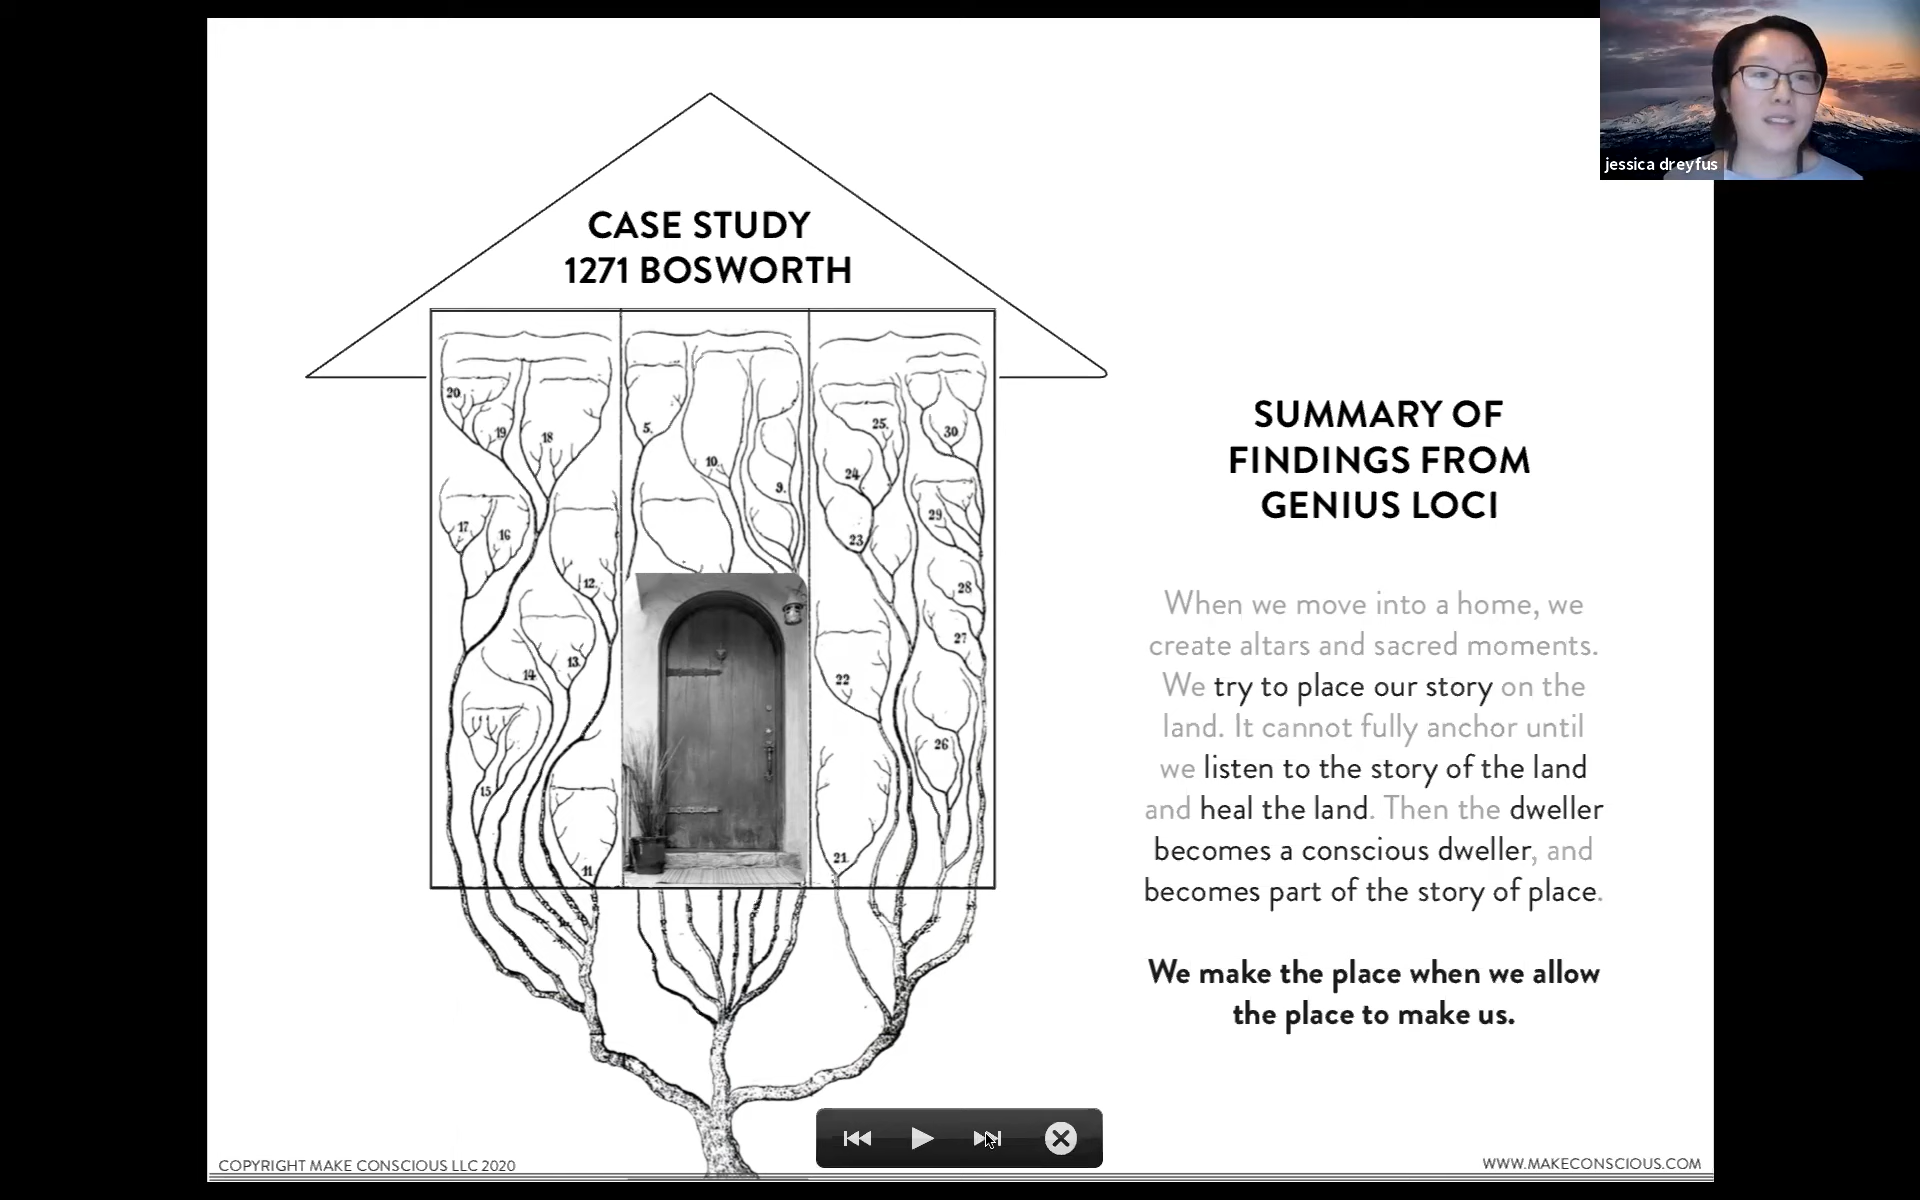 jessica dreyfus
CASE STUDY
1271 BOSWORTH
20
19
18
17
16
12.
14
13.
15
11
5.
10.
9.
25.
24
23
22
21
30
29
28
27
26
SUMMARY OF
FINDINGS FROM
GENIUS LOCI
When we move into a home, we
create altars and sacred moments.
We try to place our story on the
land. It cannot fully anchor until
we listen to the story of the land
and heal the land. Then the dweller
becomes a conscious dweller, and
becomes part of the story of place.
We make the place when we allow
the place to make us.
COPYRIGHT MAKE CONSCIOUS LLC 2020
WWW.MAKECONSCIOUS.COM